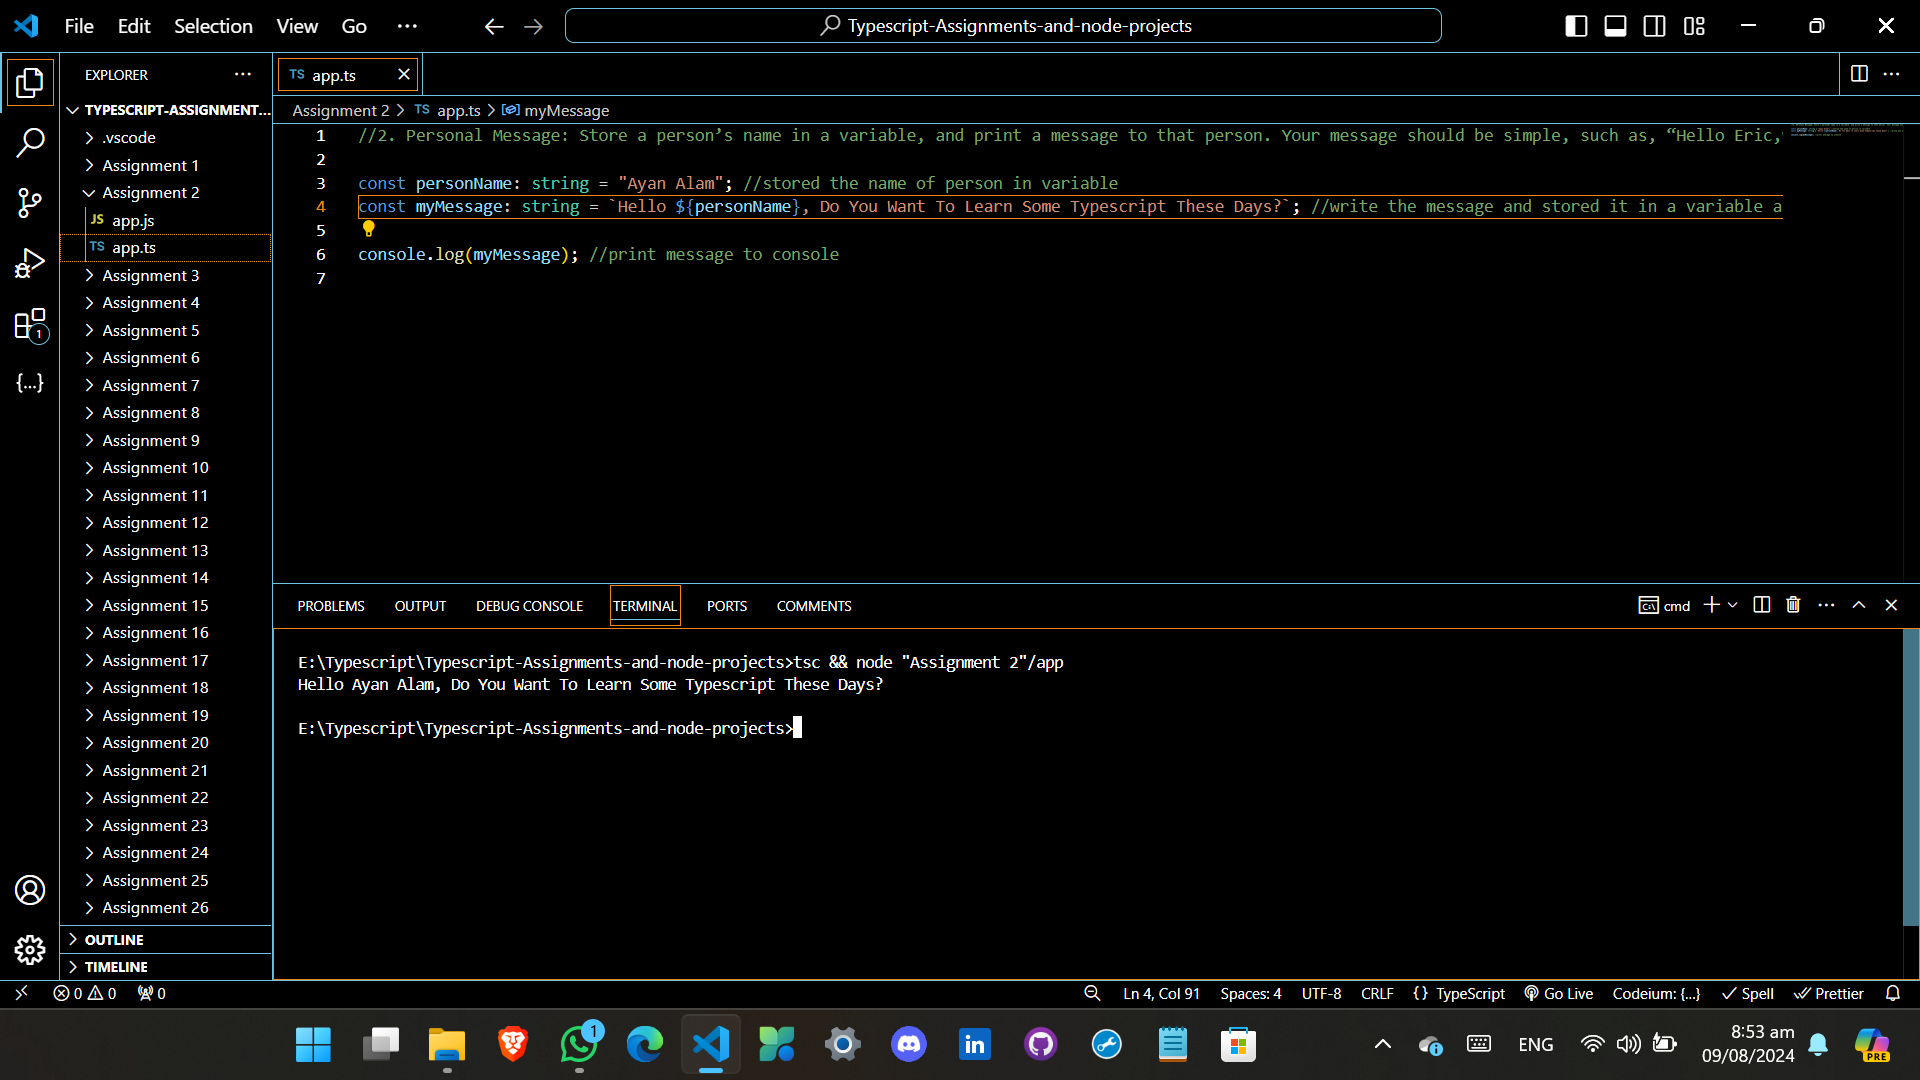 File Edit Selection View Go ···
Typescript-Assignments-and-node-projects
EXPLORER ···
TS app.ts
TYPESCRIPT-ASSIGNMENT...
.vscode
Assignment 1
Assignment 2
JS app.js
TS app.ts
Assignment 3
Assignment 4
Assignment 5
Assignment 6
Assignment 7
Assignment 8
Assignment 9
Assignment 10
Assignment 11
Assignment 12
Assignment 13
Assignment 14
Assignment 15
Assignment 16
Assignment 17
Assignment 18
Assignment 19
Assignment 20
Assignment 21
Assignment 22
Assignment 23
Assignment 24
Assignment 25
Assignment 26
OUTLINE
TIMELINE
1
{...}
Assignment 2 > TS app.ts > myMessage
1 //2. Personal Message: Store a person’s name in a variable, and print a message to that person. Your message should be simple, such as, “Hello Eric,
2
3 const personName: string = "Ayan Alam"; //stored the name of person in variable
4 const myMessage: string = `Hello ${personName}, Do You Want To Learn Some Typescript These Days?`; //write the message and stored it in a variable a
5
6 console.log(myMessage); //print message to console
7
PROBLEMS OUTPUT DEBUG CONSOLE TERMINAL PORTS COMMENTS cmd
E:\Typescript\Typescript-Assignments-and-node-projects>tsc && node "Assignment 2"/app
Hello Ayan Alam, Do You Want To Learn Some Typescript These Days?
E:\Typescript\Typescript-Assignments-and-node-projects>
0 0 0 Ln 4, Col 91 Spaces: 4 UTF-8 CRLF {} TypeScript Go Live Codeium: {...} Spell Prettier
1 in ENG 8:53 am
09/08/2024
PRE